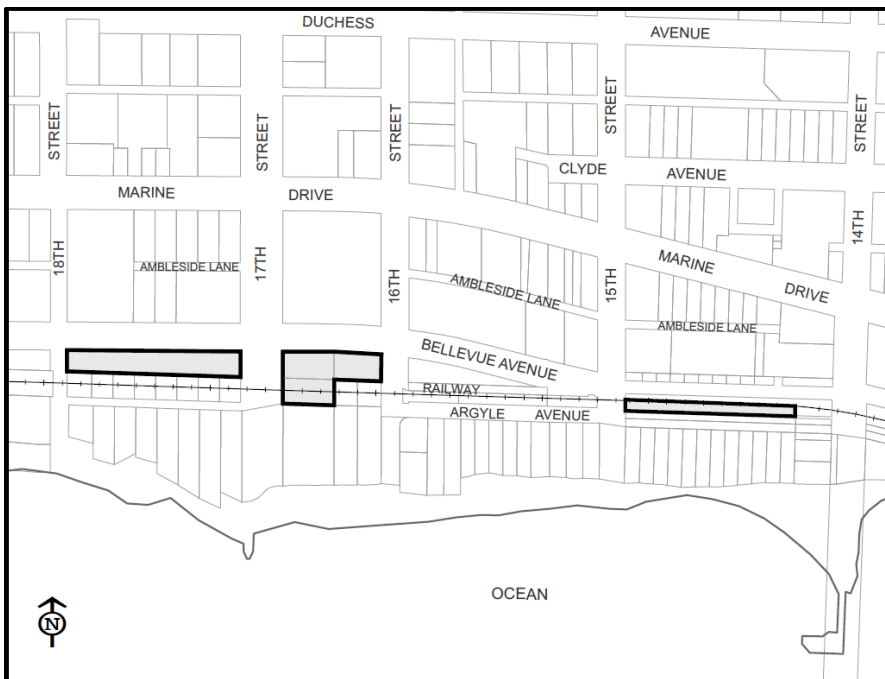 DUCHESS
AVENUE
STREET
STREET
STREET
STREET
STREET
CLYDE
AVENUE
MARINE
DRIVE
18TH
AMBLESIDE LANE
17TH
16TH
AMBLESIDE LANE
15TH
MARINE
DRIVE
14TH
AMBLESIDE LANE
BELLEVUE AVENUE
RAILWAY
ARGYLE AVENUE
OCEAN
N